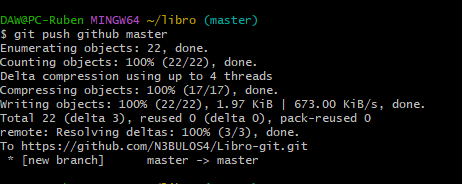 DAW@PC-Ruben MINGW64 ~/libro (master)
$ git push github master
Enumerating objects: 22, done.
Counting objects: 100% (22/22), done.
Delta compression using up to 4 threads
Compressing objects: 100% (17/17), done.
Writing objects: 100% (22/22), 1.97 KiB | 673.00 KiB/s, done.
Total 22 (delta 3), reused 0 (delta 0), pack-reused 0
remote: Resolving deltas: 100% (3/3), done.
To https://github.com/N3BULOS4/Libro-git.git
 * [new branch]      master -> master